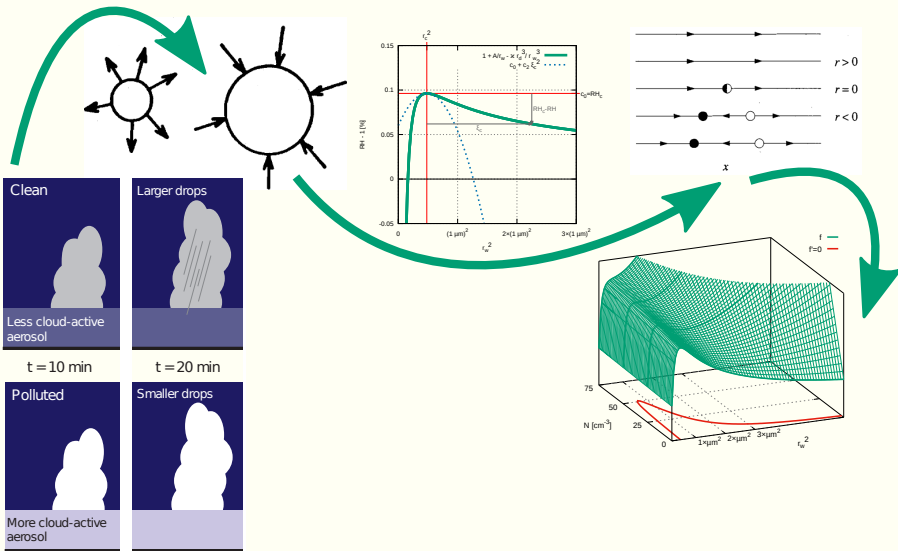 Clean
Less cloud-active
aerosol
Larger drops
t = 10 min
t = 20 min
Polluted
More cloud-active
aerosol
Smaller drops
r_c^2
1 + A/r_w - κ r_d^3 / r_w^3
c_0 + c_2 ξ_c^2
c_0=RH_c
RH_c-RH
ξ_c
RH - 1 [%]
0.15
0.1
0.05
0
-0.05
0
(1 µm)^2
2×(1 µm)^2
3×(1 µm)^2
r_w^2
r > 0
r = 0
r < 0
x
f
f'=0
75
50
25
0
N [cm^-3]
1×µm^2
2×µm^2
3×µm^2
r_w^2